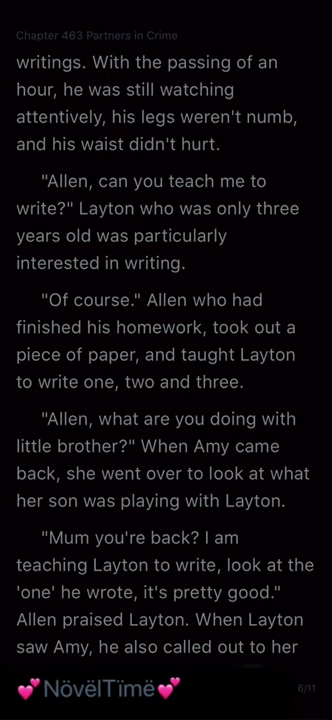 Chapter 463 Partners in Crime
writings. With the passing of an
hour, he was still watching
attentively, his legs weren't numb,
and his waist didn't hurt.
"Allen, can you teach me to
write?" Layton who was only three
years old was particularly
interested in writing.
"Of course." Allen who had
finished his homework, took out a
piece of paper, and taught Layton
to write one, two and three.
"Allen, what are you doing with
little brother?" When Amy came
back, she went over to look at what
her son was playing with Layton.
"Mum you're back? I am
teaching Layton to write, look at the
'one' he wrote, it's pretty good."
Allen praised Layton. When Layton
saw Amy, he also called out to her
💕NövëlTïmë💕
6/11